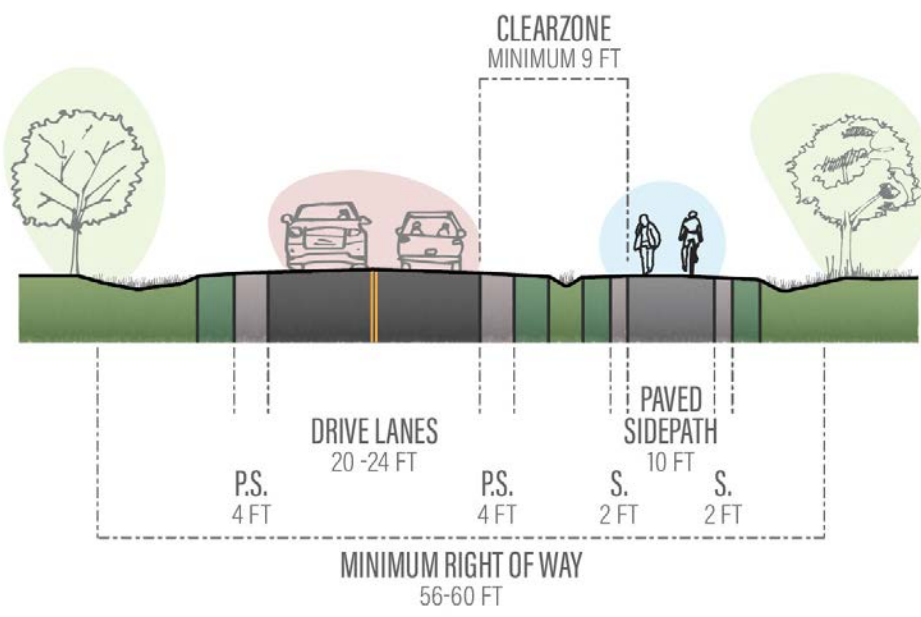 CLEARZONE
MINIMUM 9 FT
DRIVE LANES
20 -24 FT
PAVED
SIDEPATH
10 FT
P.S.
4 FT
P.S.
4 FT
S.
2 FT
S.
2 FT
MINIMUM RIGHT OF WAY
56-60 FT